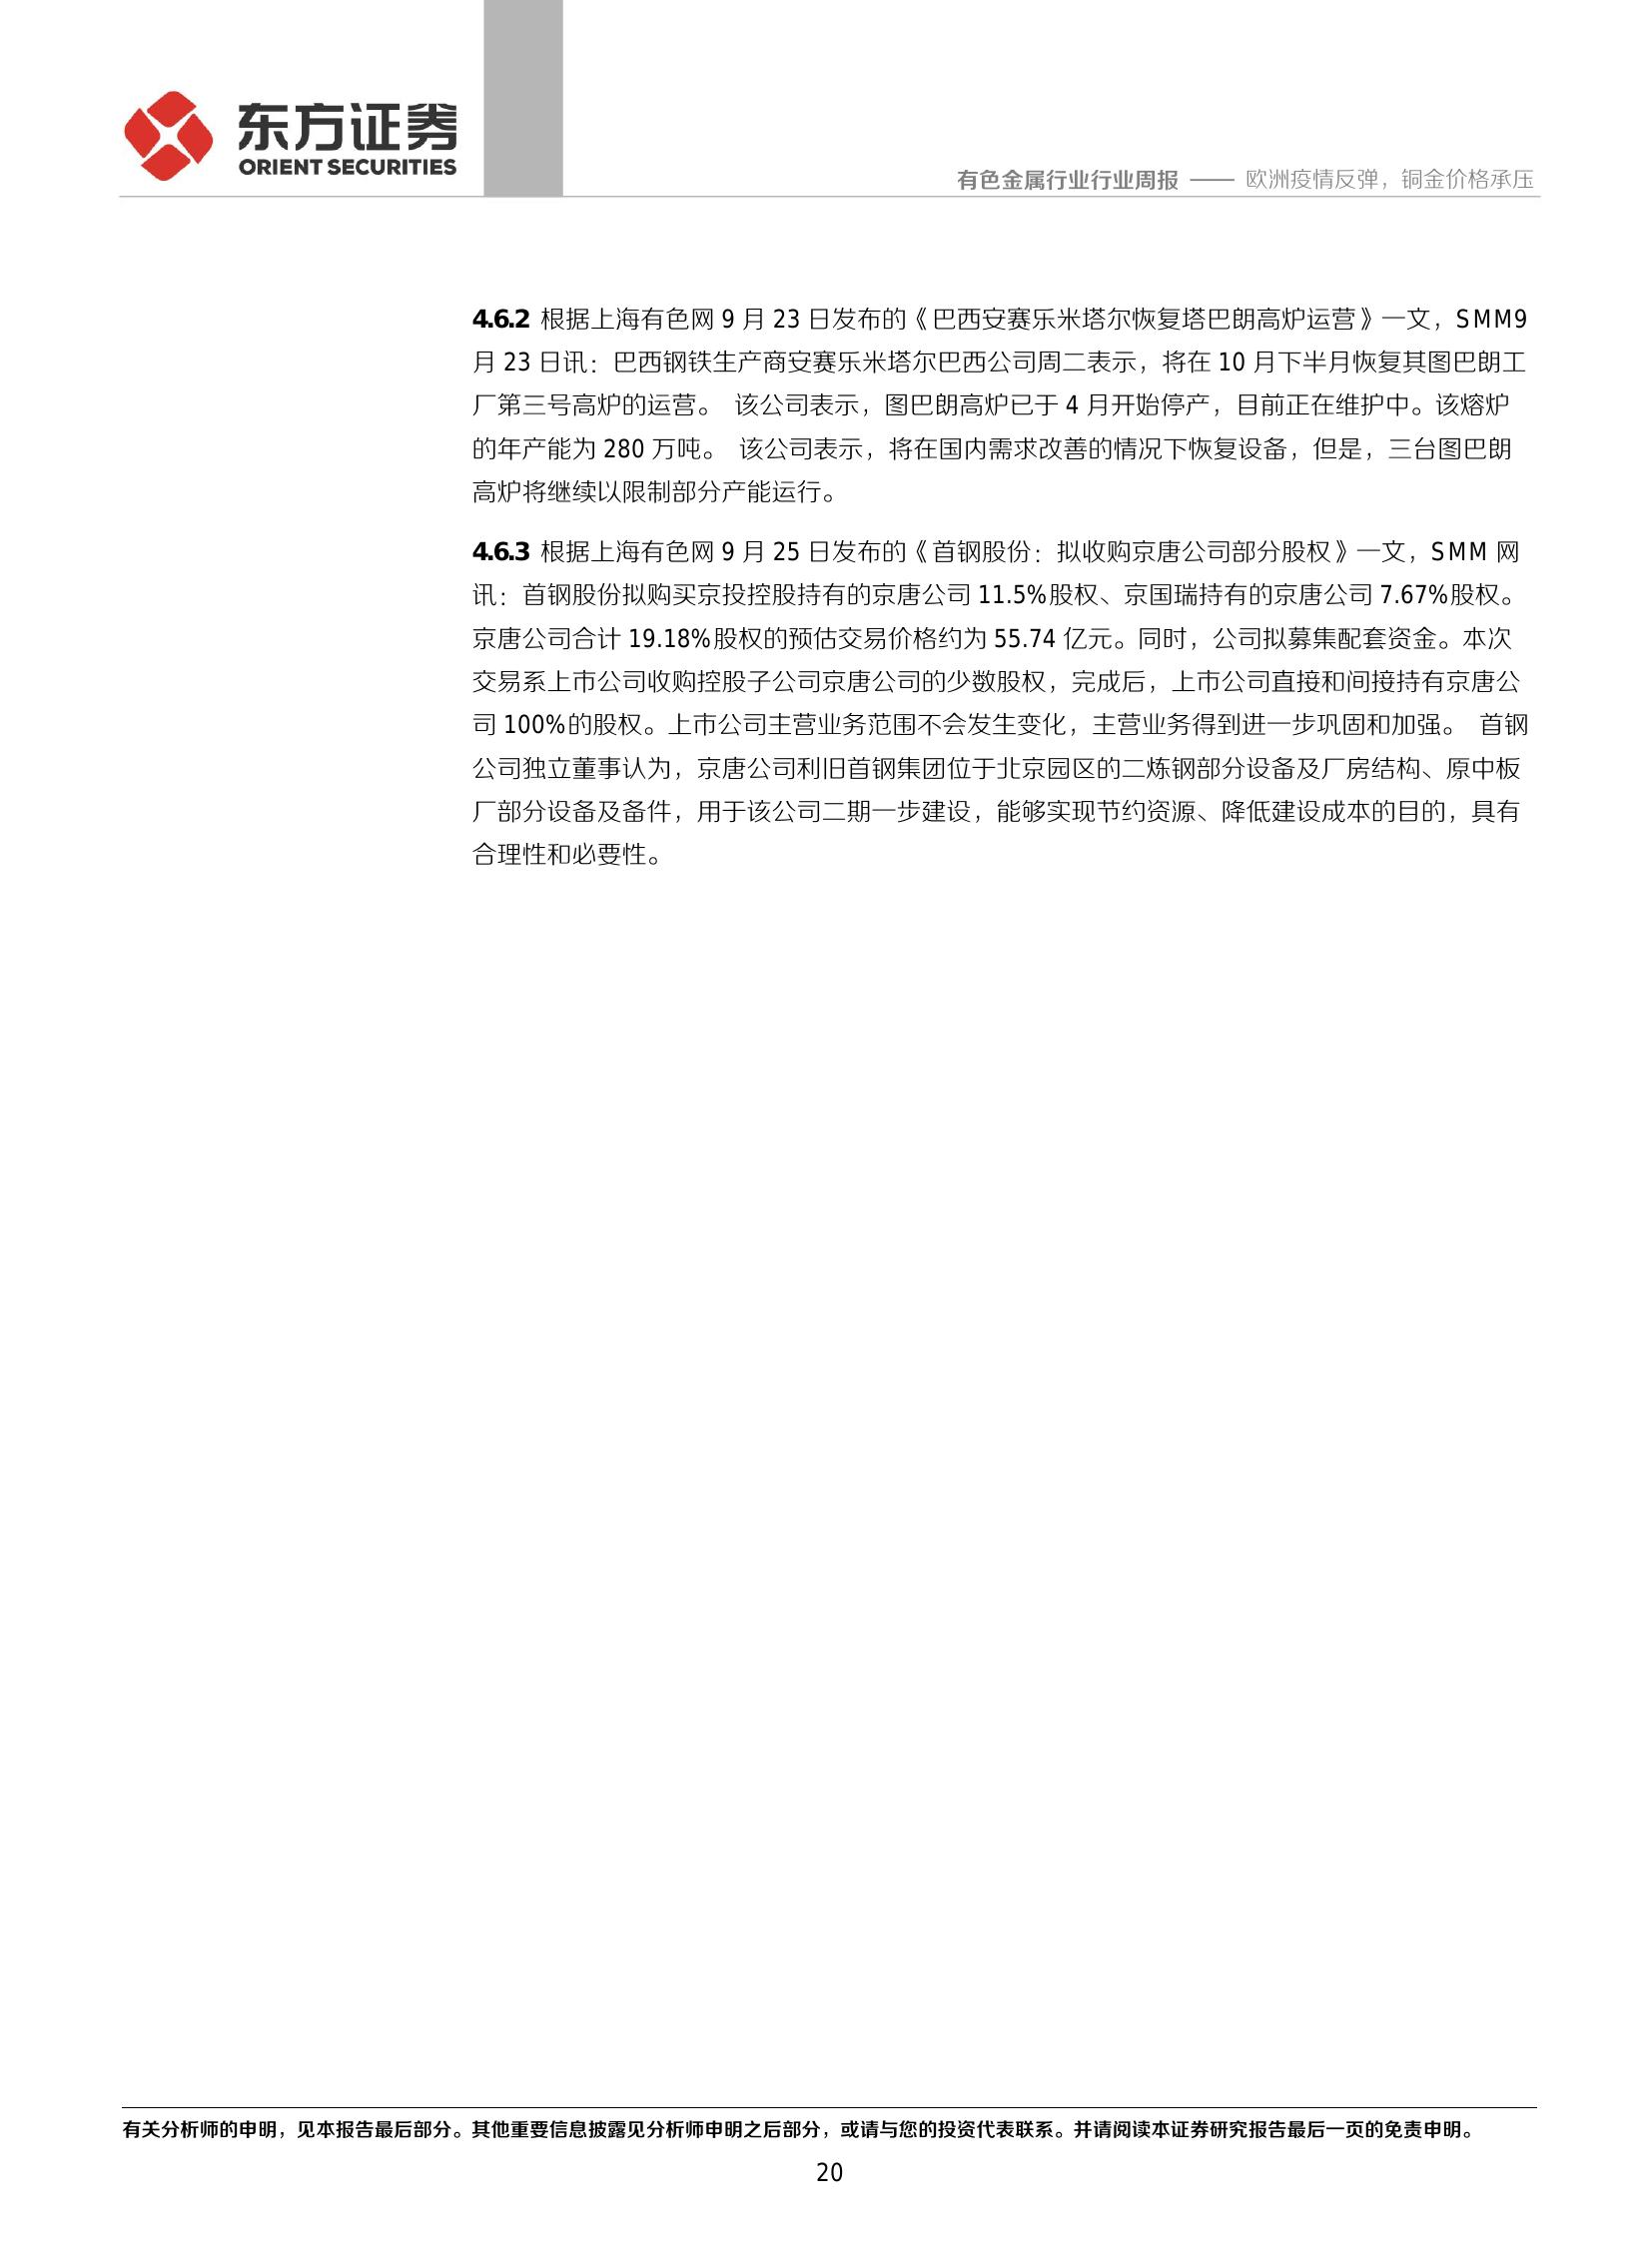 东方证券
ORIENT SECURITIES
有色金属行业行业周报 —— 欧洲疫情反弹，铜金价格承压
4.6.2 根据上海有色网 9 月 23 日发布的《巴西安赛乐米塔尔恢复塔巴朗高炉运营》一文，SMM9
月 23 日讯：巴西钢铁生产商安赛乐米塔尔巴西公司周二表示，将在 10 月下半月恢复其图巴朗工
厂第三号高炉的运营。 该公司表示，图巴朗高炉已于 4 月开始停产，目前正在维护中。该熔炉
的年产能为 280 万吨。 该公司表示，将在国内需求改善的情况下恢复设备，但是，三台图巴朗
高炉将继续以限制部分产能运行。
4.6.3 根据上海有色网 9 月 25 日发布的《首钢股份：拟收购京唐公司部分股权》一文，SMM 网
讯：首钢股份拟购买京投控股持有的京唐公司 11.5%股权、京国瑞持有的京唐公司 7.67%股权。
京唐公司合计 19.18%股权的预估交易价格约为 55.74 亿元。同时，公司拟募集配套资金。本次
交易系上市公司收购控股子公司京唐公司的少数股权，完成后，上市公司直接和间接持有京唐公
司 100%的股权。上市公司主营业务范围不会发生变化，主营业务得到进一步巩固和加强。 首钢
公司独立董事认为，京唐公司利旧首钢集团位于北京园区的二炼钢部分设备及厂房结构、原中板
厂部分设备及备件，用于该公司二期一步建设，能够实现节约资源、降低建设成本的目的，具有
合理性和必要性。
有关分析师的申明，见本报告最后部分。其他重要信息披露见分析师申明之后部分，或请与您的投资代表联系。并请阅读本证券研究报告最后一页的免责申明。
20